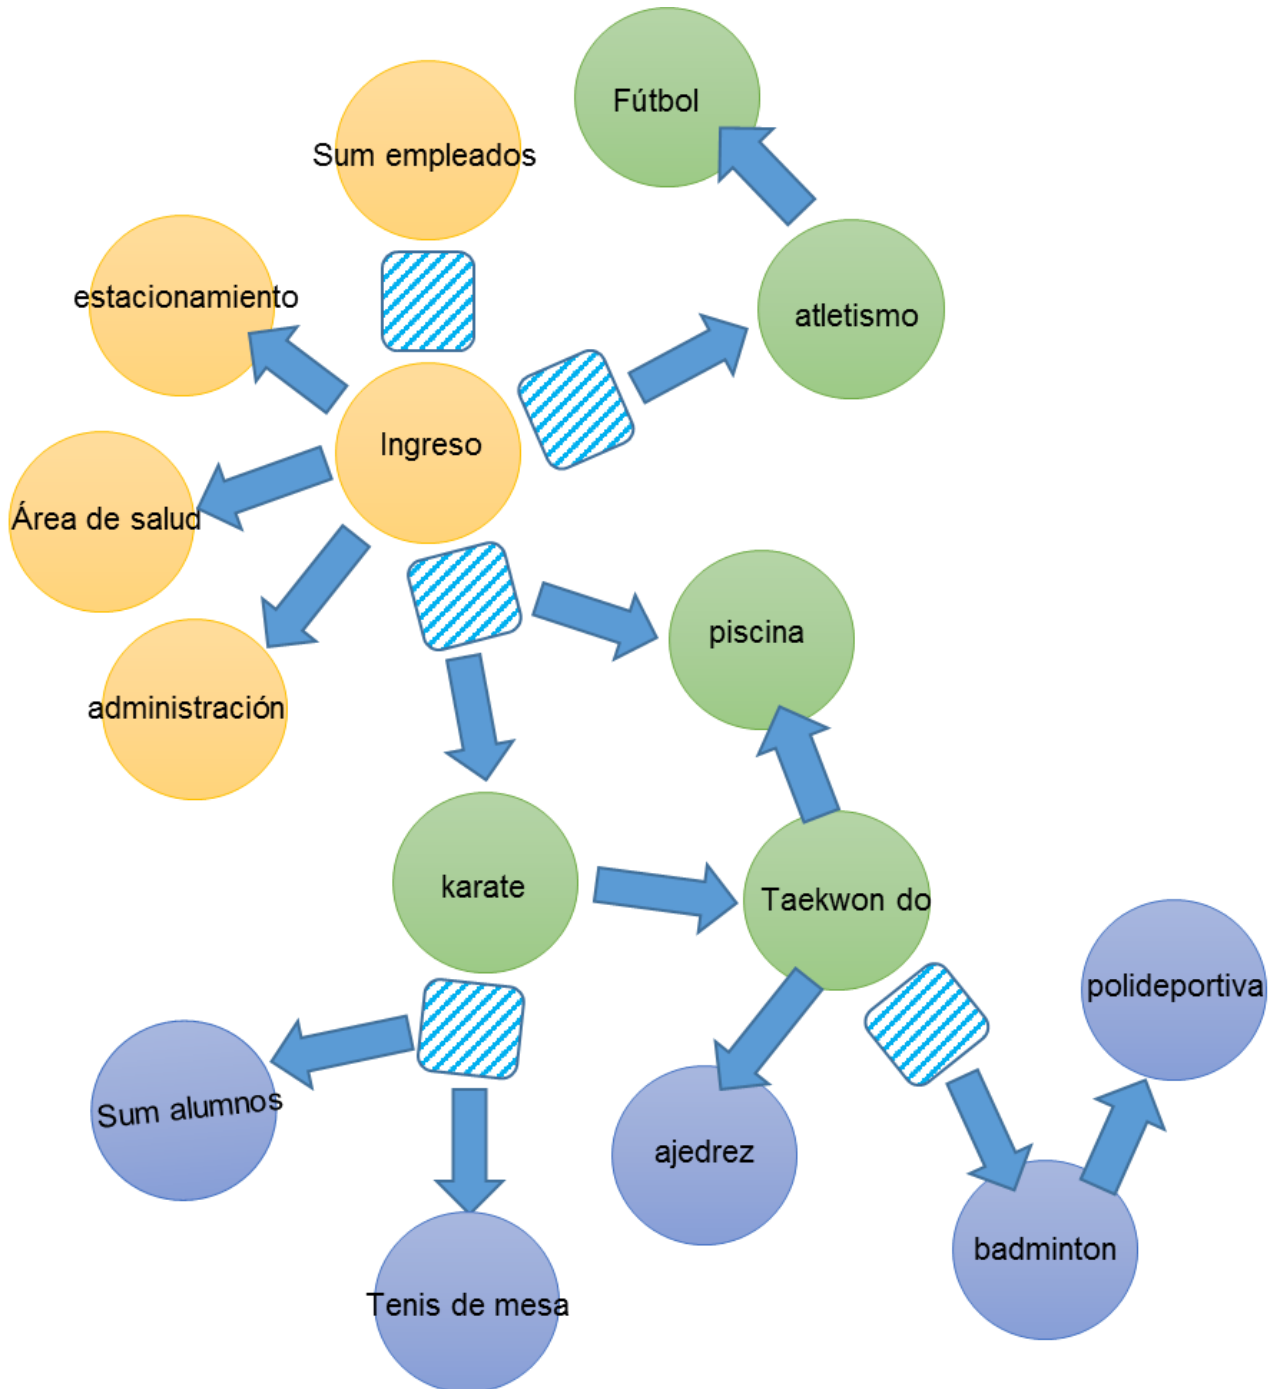 Fútbol
Sum empleados
estacionamiento
atletismo
Ingreso
Área de salud
piscina
administración
karate
Taekwon do
polideportiva
Sum alumnos
ajedrez
badminton
Tenis de mesa